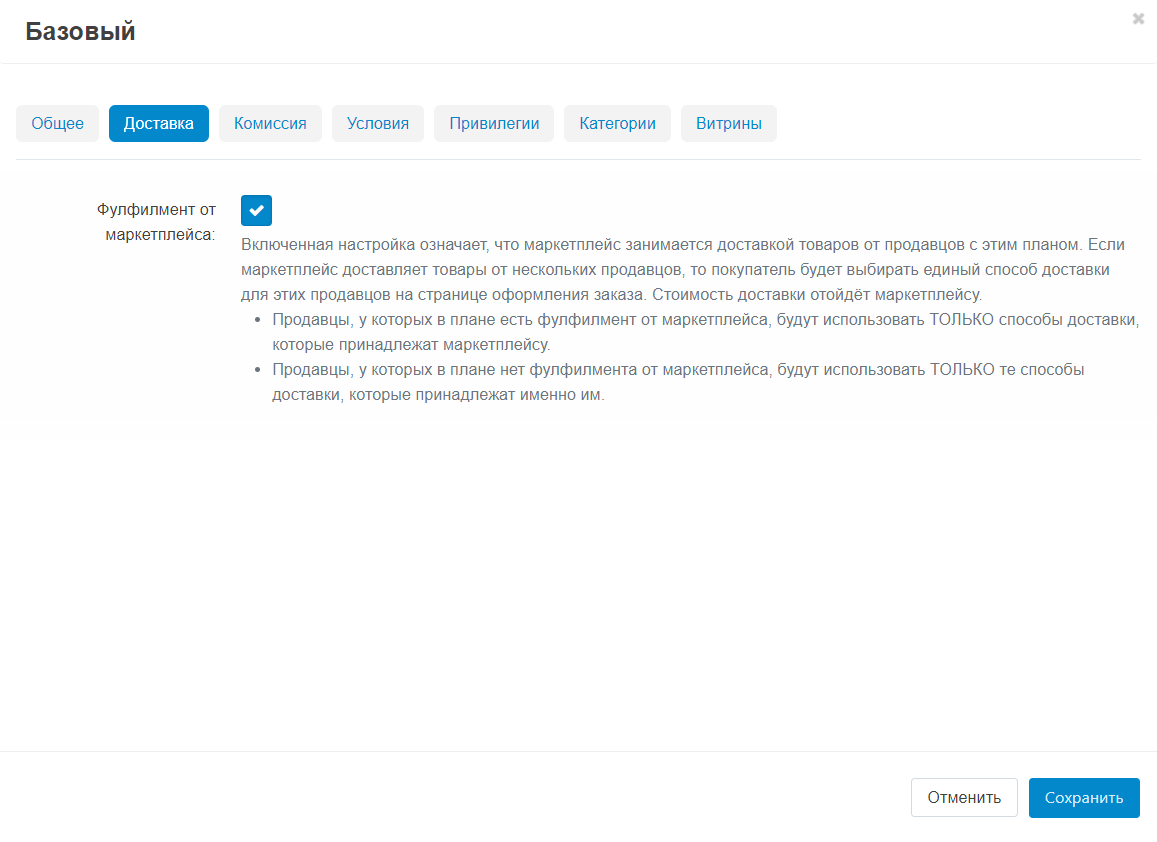 Базовый
Общее
Доставка
Комиссия
Условия
Привилегии
Категории
Витрины
Фулфилмент от
маркетплейса:
Включенная настройка означает, что маркетплейс занимается доставкой товаров от продавцов с этим планом. Если
маркетплейс доставляет товары от нескольких продавцов, то покупатель будет выбирать единый способ доставки
для этих продавцов на странице оформления заказа. Стоимость доставки отойдёт маркетплейсу.
• Продавцы, у которых в плане есть фулфилмент от маркетплейса, будут использовать ТОЛЬКО способы доставки,
которые принадлежат маркетплейсу.
• Продавцы, у которых в плане нет фулфилмента от маркетплейса, будут использовать ТОЛЬКО те способы
доставки, которые принадлежат именно им.
Отменить
Сохранить